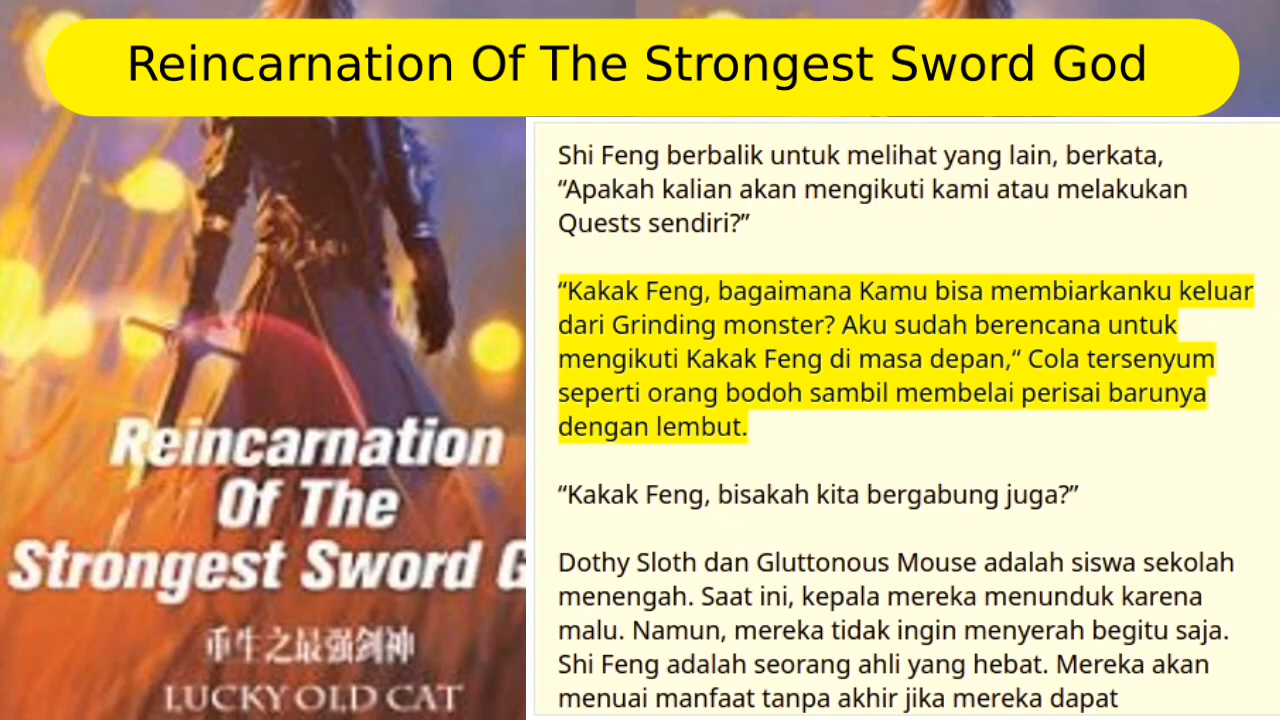 Reincarnation Of The Strongest Sword God
Reincarnation
Of The
Strongest Sword G
重生之最强剑神
LUCKY OLD CAT
Shi Feng berbalik untuk melihat yang lain, berkata,
“Apakah kalian akan mengikuti kami atau melakukan
Quests sendiri?”
“Kakak Feng, bagaimana Kamu bisa membiarkanku keluar
dari Grinding monster? Aku sudah berencana untuk
mengikuti Kakak Feng di masa depan,“ Cola tersenyum
seperti orang bodoh sambil membelai perisai barunya
dengan lembut.
“Kakak Feng, bisakah kita bergabung juga?”
Dothy Sloth dan Gluttonous Mouse adalah siswa sekolah
menengah. Saat ini, kepala mereka menunduk karena
malu. Namun, mereka tidak ingin menyerah begitu saja.
Shi Feng adalah seorang ahli yang hebat. Mereka akan
menuai manfaat tanpa akhir jika mereka dapat